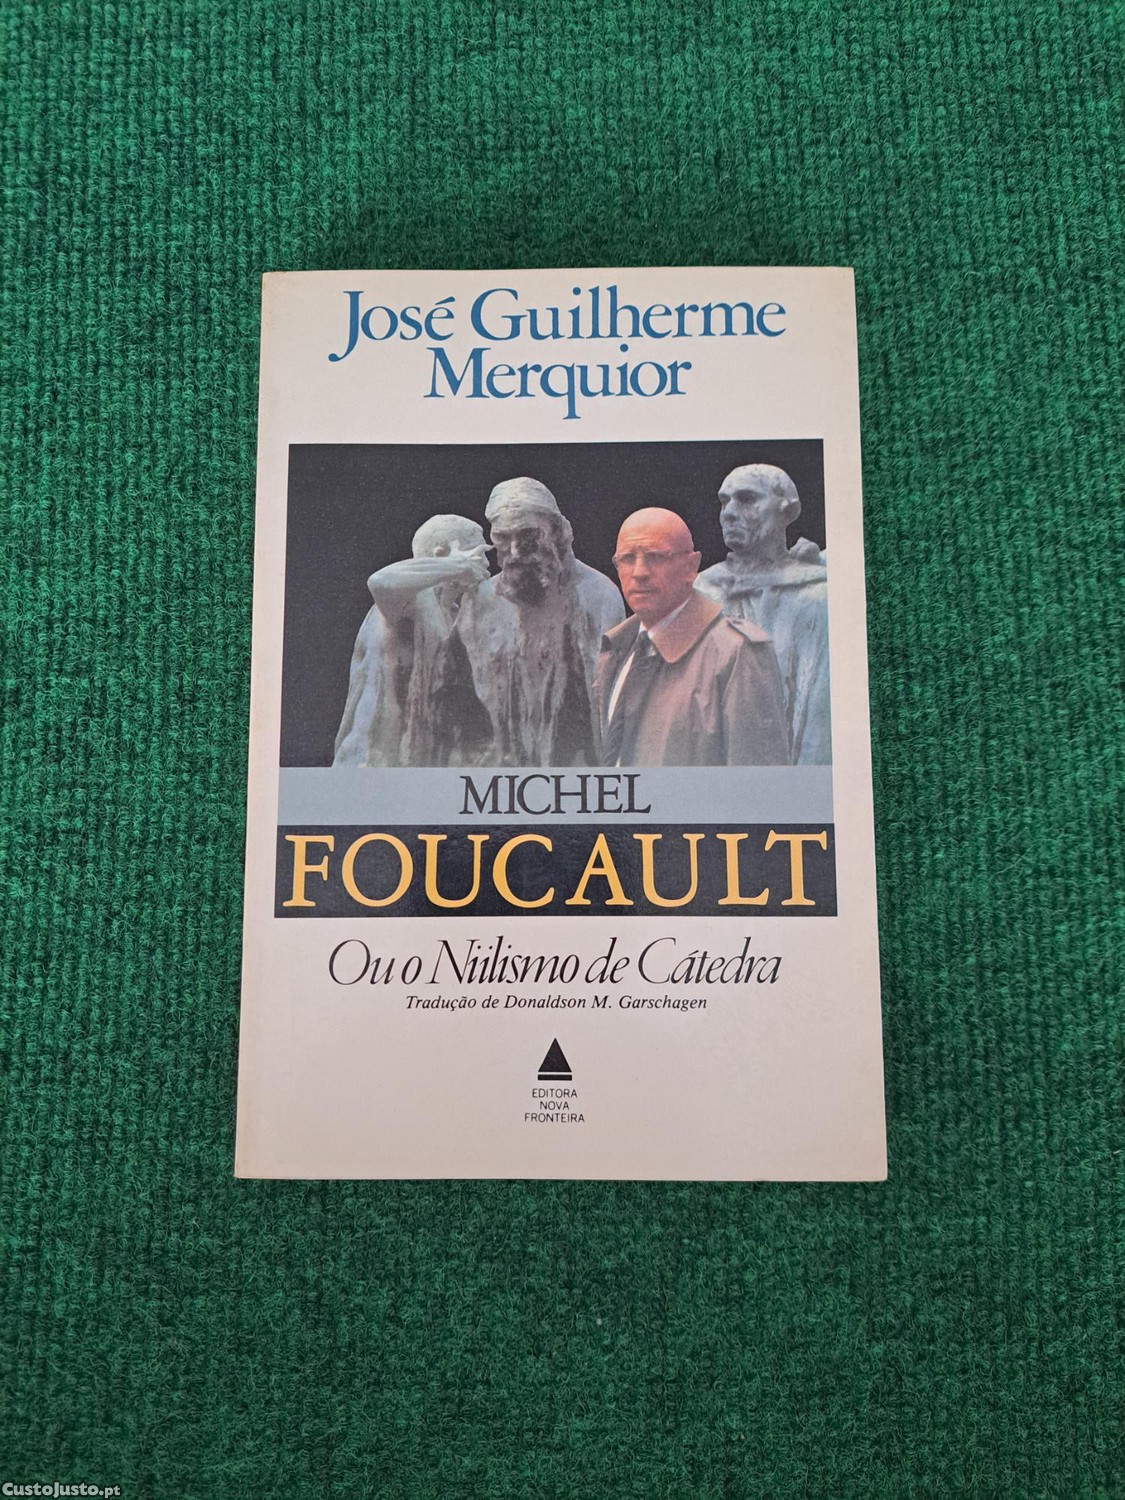 José Guilherme
Merquior
MICHEL
FOUCAULT
Ou o Niilismo de Cátedra
Tradução de Donaldson M. Garschagen
EDITORA
NOVA
FRONTEIRA
CustoJusto.pt